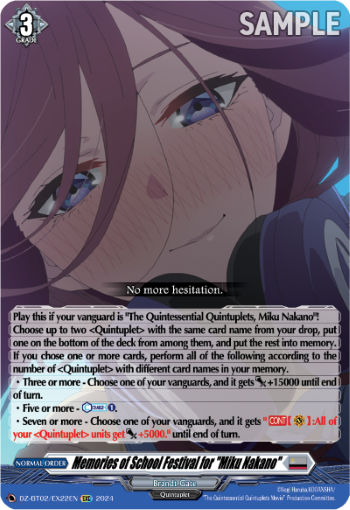 SAMPLE
3
GRADE
No more hesitation.
Play this if your vanguard is "The Quintessential Quintuplets, Miku Nakano"!
Choose up to two <Quintuplet> with the same card name from your drop, put
one on the bottom of the deck from among them, and put the rest into memory.
If you chose one or more cards, perform all of the following according to the
number of <Quintuplet> with different card names in your memory.
・Three or more - Choose one of your vanguards, and it gets +15000 until end
of turn.
・Five or more - 1.
・Seven or more - Choose one of your vanguards, and it gets "CONT【】:All of
your <Quintuplet> units get +5000." until end of turn.
NORMAL ORDER
Memories of School Festival for "Miku Nakano"
Brandt Gate
Quintuplet
DZ-BT02/EX22EN
2024
"The Quintessential Quintuplets Movie" Production Committee.